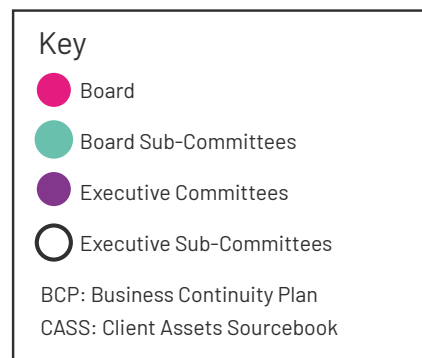 Key
Board
Board Sub-Committees
Executive Committees
Executive Sub-Committees
BCP: Business Continuity Plan
CASS: Client Assets Sourcebook